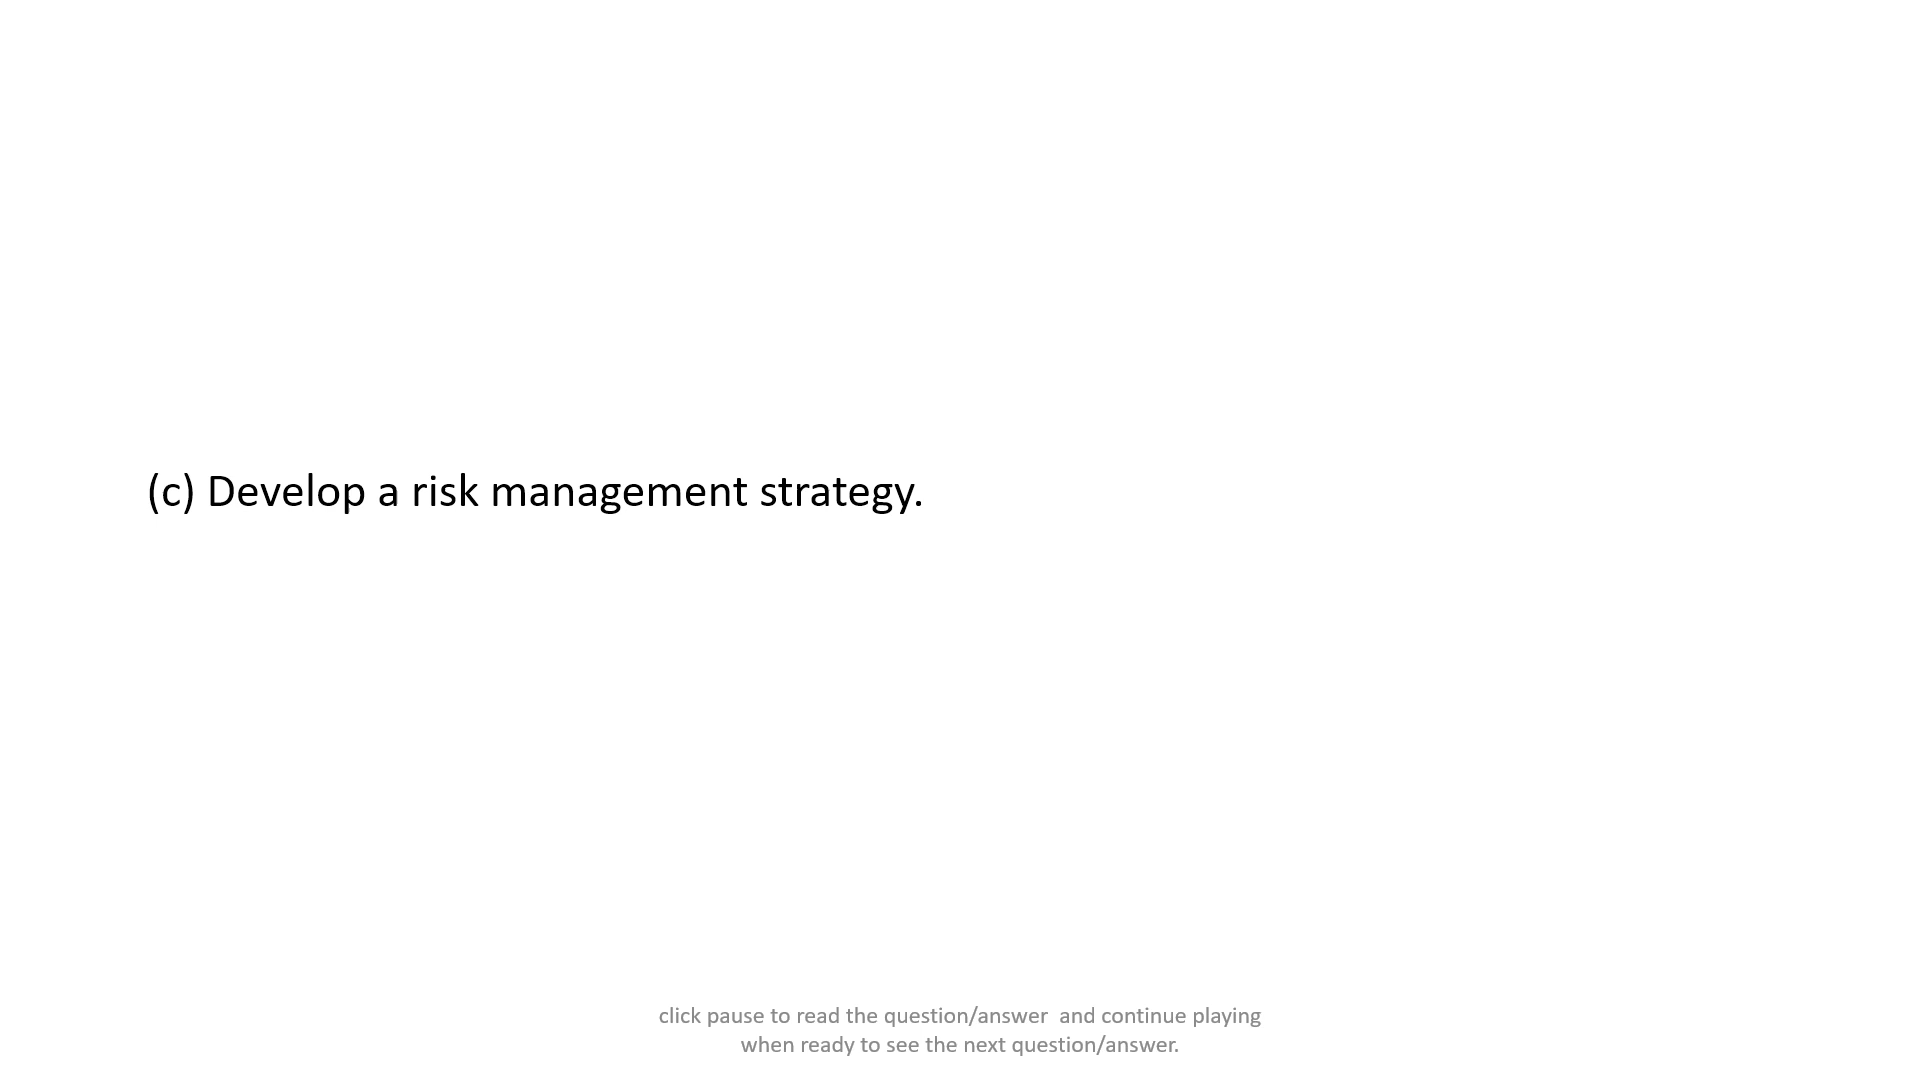 (c) Develop a risk management strategy.
click pause to read the question/answer  and continue playing
when ready to see the next question/answer.